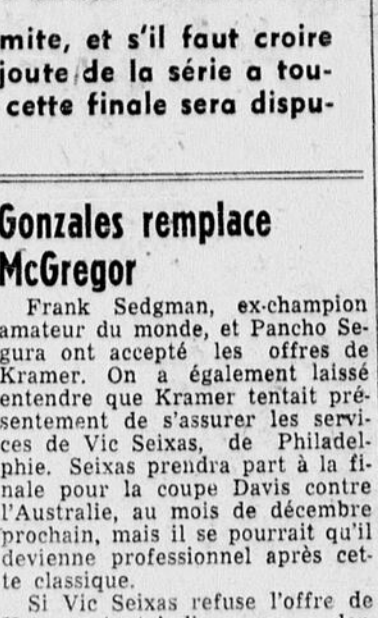 mite, et s'il faut croire
joute de la série a tou-
cette finale sera dispu-
Gonzales remplace
McGregor
Frank Sedgman, ex-champion
amateur du monde, et Pancho Se-
gura ont accepté les offres de
Kramer. On a également laissé
entendre que Kramer tentait pré-
sentement de s'assurer les servi-
ces de Vic Seixas, de Philadel-
phie. Seixas prendra part à la fi-
nale pour la coupe Davis contre
l'Australie, au mois de décembre
prochain, mais il se pourrait qu'il
devienne professionnel après cet-
te classique.
Si Vic Seixas refuse l'offre de